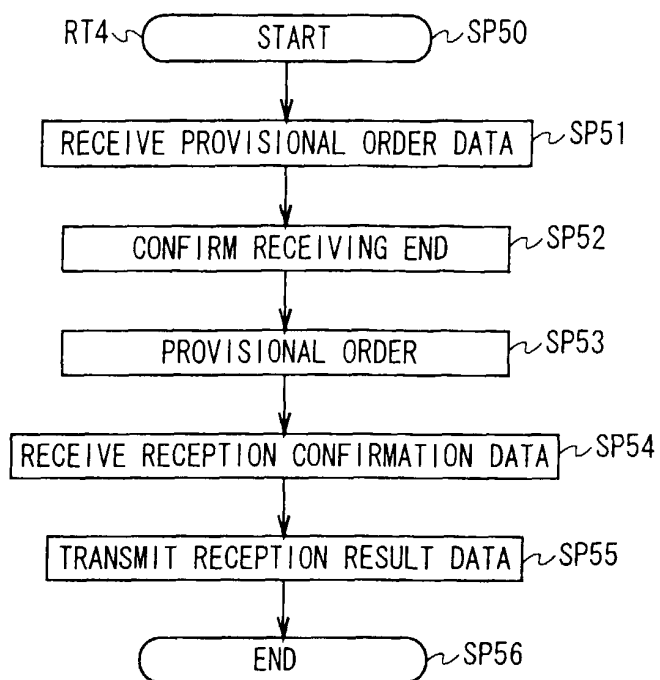 RT4 START SP50
RECEIVE PROVISIONAL ORDER DATA SP51
CONFIRM RECEIVING END SP52
PROVISIONAL ORDER SP53
RECEIVE RECEPTION CONFIRMATION DATA SP54
TRANSMIT RECEPTION RESULT DATA SP55
END SP56